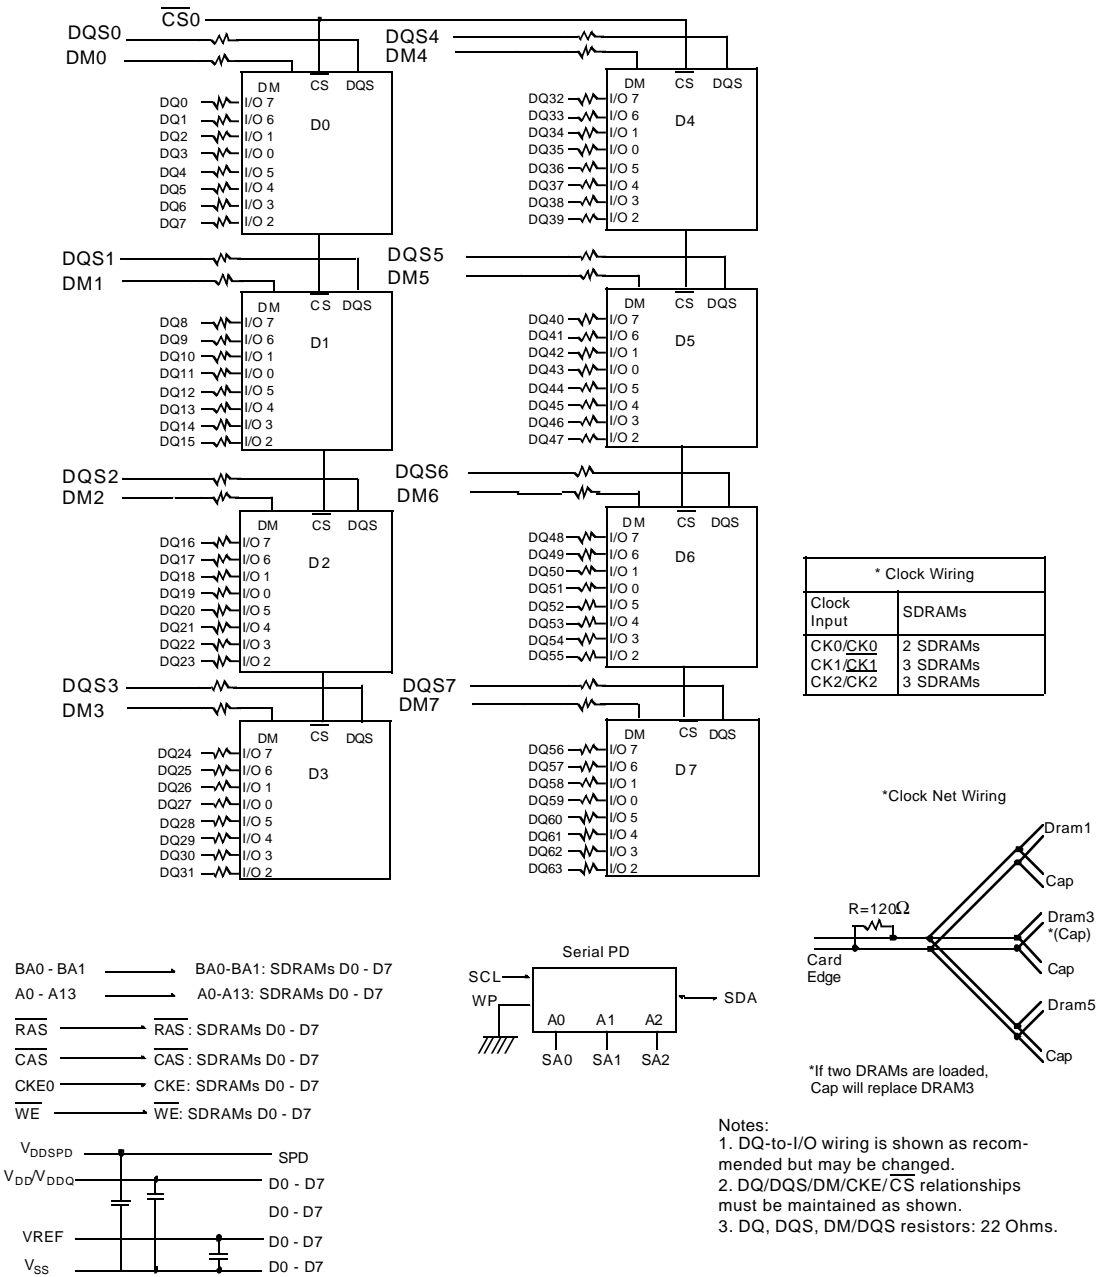 CS0
DQS0
DM0
DM CS DQS
D0
DQ0 I/O 7
DQ1 I/O 6
DQ2 I/O 1
DQ3 I/O 0
DQ4 I/O 5
DQ5 I/O 4
DQ6 I/O 3
DQ7 I/O 2
DQS1
DM1
DM CS DQS
D1
DQ8 I/O 7
DQ9 I/O 6
DQ10 I/O 1
DQ11 I/O 0
DQ12 I/O 5
DQ13 I/O 4
DQ14 I/O 3
DQ15 I/O 2
DQS2
DM2
DM CS DQS
D2
DQ16 I/O 7
DQ17 I/O 6
DQ18 I/O 1
DQ19 I/O 0
DQ20 I/O 5
DQ21 I/O 4
DQ22 I/O 3
DQ23 I/O 2
DQS3
DM3
DM CS DQS
D3
DQ24 I/O 7
DQ25 I/O 6
DQ26 I/O 1
DQ27 I/O 0
DQ28 I/O 5
DQ29 I/O 4
DQ30 I/O 3
DQ31 I/O 2
DQS4
DM4
DM CS DQS
D4
DQ32 I/O 7
DQ33 I/O 6
DQ34 I/O 1
DQ35 I/O 0
DQ36 I/O 5
DQ37 I/O 4
DQ38 I/O 3
DQ39 I/O 2
DQS5
DM5
DM CS DQS
D5
DQ40 I/O 7
DQ41 I/O 6
DQ42 I/O 1
DQ43 I/O 0
DQ44 I/O 5
DQ45 I/O 4
DQ46 I/O 3
DQ47 I/O 2
DQS6
DM6
DM CS DQS
D6
DQ48 I/O 7
DQ49 I/O 6
DQ50 I/O 1
DQ51 I/O 0
DQ52 I/O 5
DQ53 I/O 4
DQ54 I/O 3
DQ55 I/O 2
DQS7
DM7
DM CS DQS
D7
DQ56 I/O 7
DQ57 I/O 6
DQ58 I/O 1
DQ59 I/O 0
DQ60 I/O 5
DQ61 I/O 4
DQ62 I/O 3
DQ63 I/O 2
* Clock Wiring
Clock
Input
SDRAMs
CK0/CK0 2 SDRAMs
CK1/CK1 3 SDRAMs
CK2/CK2 3 SDRAMs
*Clock Net Wiring
Dram1
Cap
R=120Ω
Dram3
*(Cap)
Card
Edge
Cap
Dram5
Cap
*If two DRAMs are loaded,
Cap will replace DRAM3
BA0 - BA1 BA0-BA1: SDRAMs D0 - D7
A0 - A13 A0-A13: SDRAMs D0 - D7
RAS RAS: SDRAMs D0 - D7
CAS CAS: SDRAMs D0 - D7
CKE0 CKE: SDRAMs D0 - D7
WE WE: SDRAMs D0 - D7
Serial PD
SCL
WP
SDA
A0 A1 A2
SA0 SA1 SA2
VDDSPD SPD
VDD/VDDQ D0 - D7
D0 - D7
VREF D0 - D7
VSS D0 - D7
Notes:
1. DQ-to-I/O wiring is shown as recom-
mended but may be changed.
2. DQ/DQS/DM/CKE/CS relationships
must be maintained as shown.
3. DQ, DQS, DM/DQS resistors: 22 Ohms.